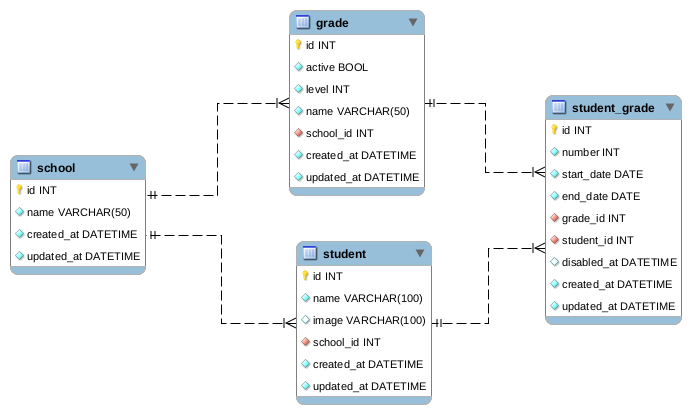 grade
id INT
active BOOL
level INT
name VARCHAR(50)
school_id INT
created_at DATETIME
updated_at DATETIME
school
id INT
name VARCHAR(50)
created_at DATETIME
updated_at DATETIME
student
id INT
name VARCHAR(100)
image VARCHAR(100)
school_id INT
created_at DATETIME
updated_at DATETIME
student_grade
id INT
number INT
start_date DATE
end_date DATE
grade_id INT
student_id INT
disabled_at DATETIME
created_at DATETIME
updated_at DATETIME